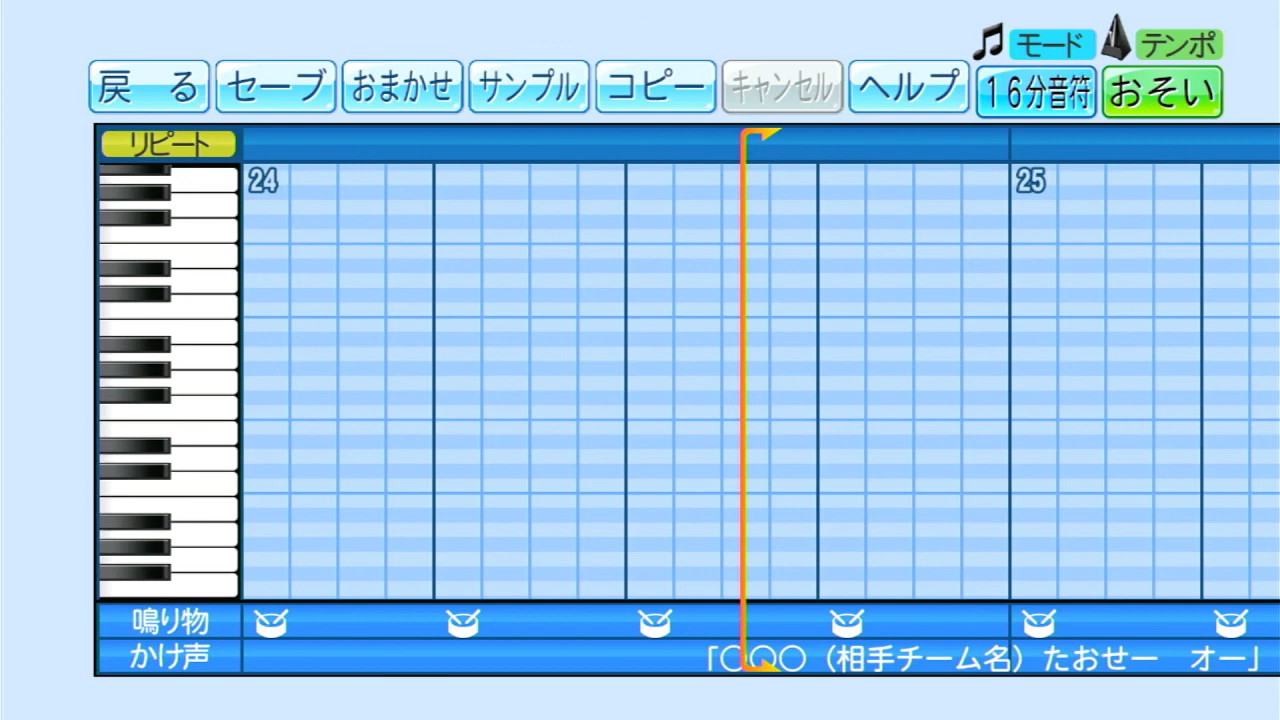 モード テンポ
戻 る セーブ おまかせ サンプル コピー キャンセル ヘルプ 16分音符 おそい
リピート
24 25
鳴り物
かけ声 「〇〇〇（相手チーム名）たおせー オー」